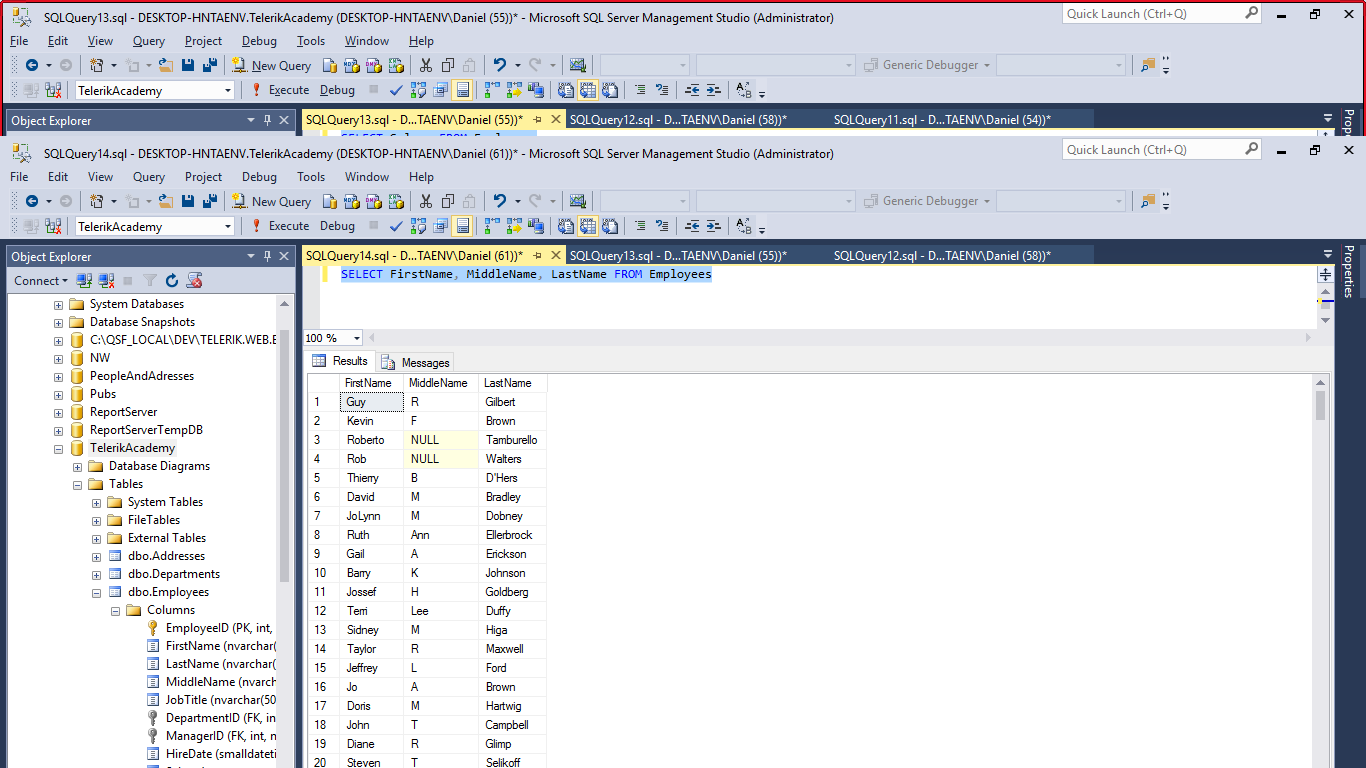 SQLQuery13.sql - DESKTOP-HNTAENV.TelerikAcademy (DESKTOP-HNTAENV\Daniel (55))* - Microsoft SQL Server Management Studio (Administrator)
Quick Launch (Ctrl+Q)
File Edit View Query Project Debug Tools Window Help
New Query
Generic Debugger
TelerikAcademy
Execute Debug
Object Explorer
SQLQuery13.sql - D...TAENV\Daniel (55))*
SQLQuery12.sql - D...TAENV\Daniel (58))*
SQLQuery11.sql - D...TAENV\Daniel (54))*
SQLQuery14.sql - DESKTOP-HNTAENV.TelerikAcademy (DESKTOP-HNTAENV\Daniel (61))* - Microsoft SQL Server Management Studio (Administrator)
Quick Launch (Ctrl+Q)
File Edit View Query Project Debug Tools Window Help
New Query
MDX DMX
Generic Debugger
TelerikAcademy
Execute Debug
Object Explorer
SQLQuery14.sql - D...TAENV\Daniel (61))*
SQLQuery13.sql - D...TAENV\Daniel (55))*
SQLQuery12.sql - D...TAENV\Daniel (58))*
Properties
Connect
System Databases
Database Snapshots
C:\QSF_LOCAL\DEV\TELERIK.WEB.E
NW
PeopleAndAdresses
Pubs
ReportServer
ReportServerTempDB
TelerikAcademy
Database Diagrams
Tables
System Tables
FileTables
External Tables
dbo.Addresses
dbo.Departments
dbo.Employees
Columns
EmployeeID (PK, int,
FirstName (nvarchar(
LastName (nvarchar(
MiddleName (nvarch
JobTitle (nvarchar(50
DepartmentID (FK, in
ManagerID (FK, int, n
HireDate (smalldateti
SELECT FirstName, MiddleName, LastName FROM Employees
100 %
Results Messages
FirstName MiddleName LastName
1 Guy R Gilbert
2 Kevin F Brown
3 Roberto NULL Tamburello
4 Rob NULL Walters
5 Thierry B D'Hers
6 David M Bradley
7 JoLynn M Dobney
8 Ruth Ann Ellerbrock
9 Gail A Erickson
10 Barry K Johnson
11 Jossef H Goldberg
12 Terri Lee Duffy
13 Sidney M Higa
14 Taylor R Maxwell
15 Jeffrey L Ford
16 Jo A Brown
17 Doris M Hartwig
18 John T Campbell
19 Diane R Glimp
20 Steven T Selikoff